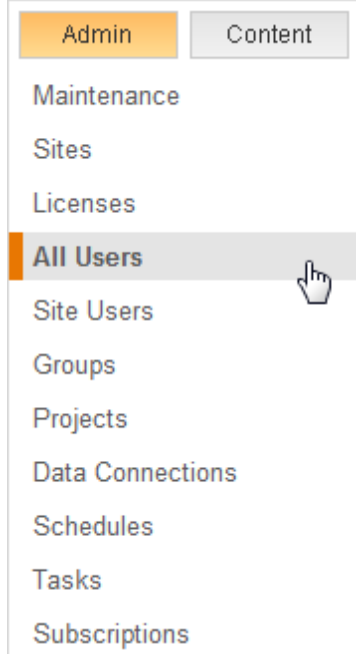 Admin Content
Maintenance
Sites
Licenses
All Users
Site Users
Groups
Projects
Data Connections
Schedules
Tasks
Subscriptions